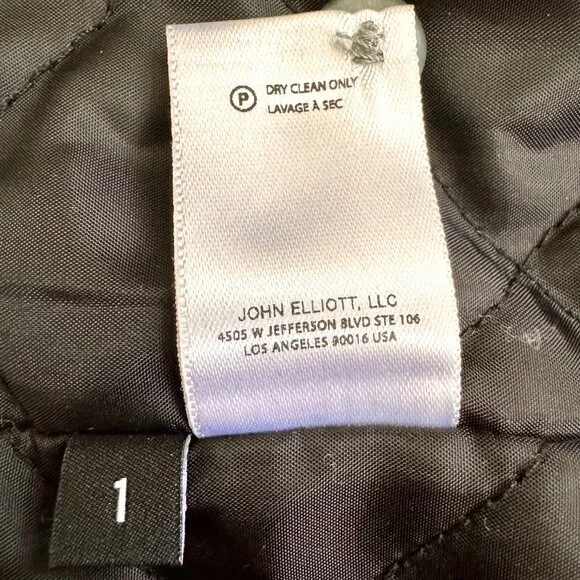 P
DRY CLEAN ONLY
LAVAGE À SEC
JOHN ELLIOTT, LLC
4505 W JEFFERSON BLVD STE 106
LOS ANGELES 90016 USA
1